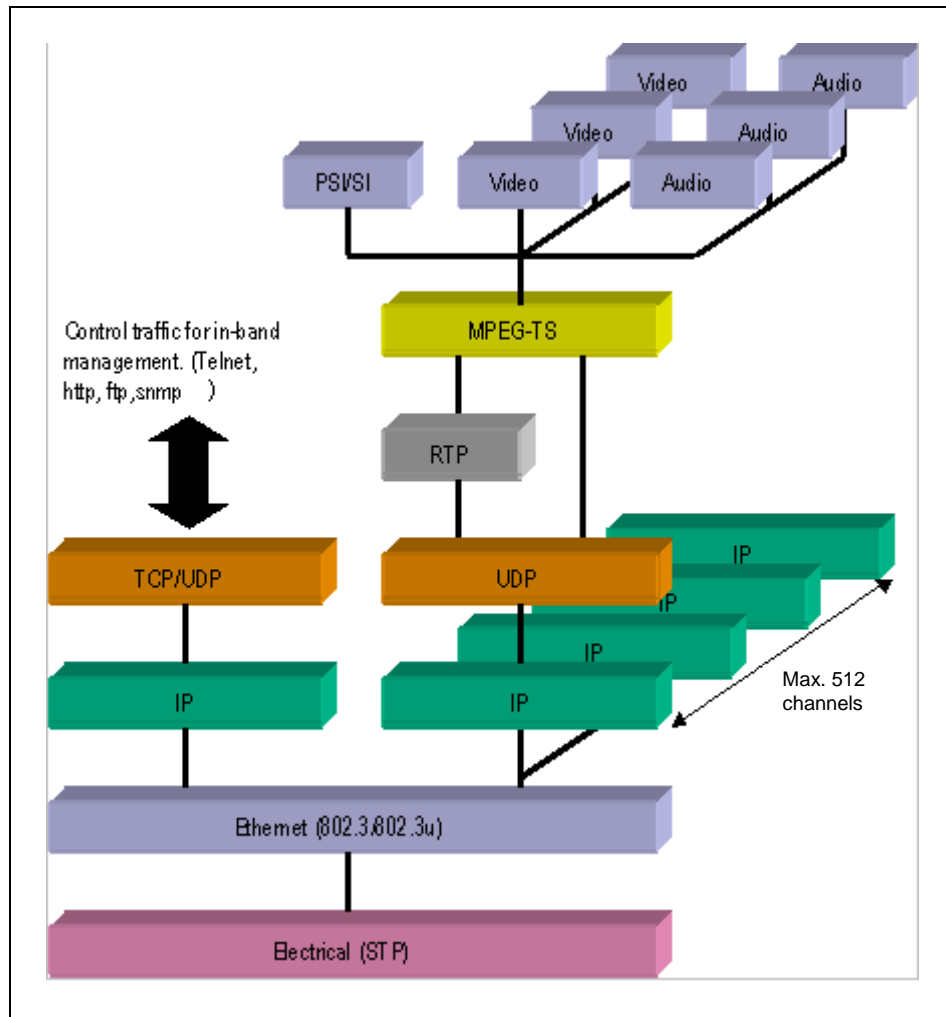 Video
Audio
Video
Audio
PSI/SI
Video
Audio
MPEG-TS
Control traffic for in-band
management. (Telnet,
http, ftp,snmp )
RTP
IP
TCP/UDP
UDP
IP
IP
Max. 512
channels
IP
IP
Ethernet (802.3/802.3u)
Electrical (STP)